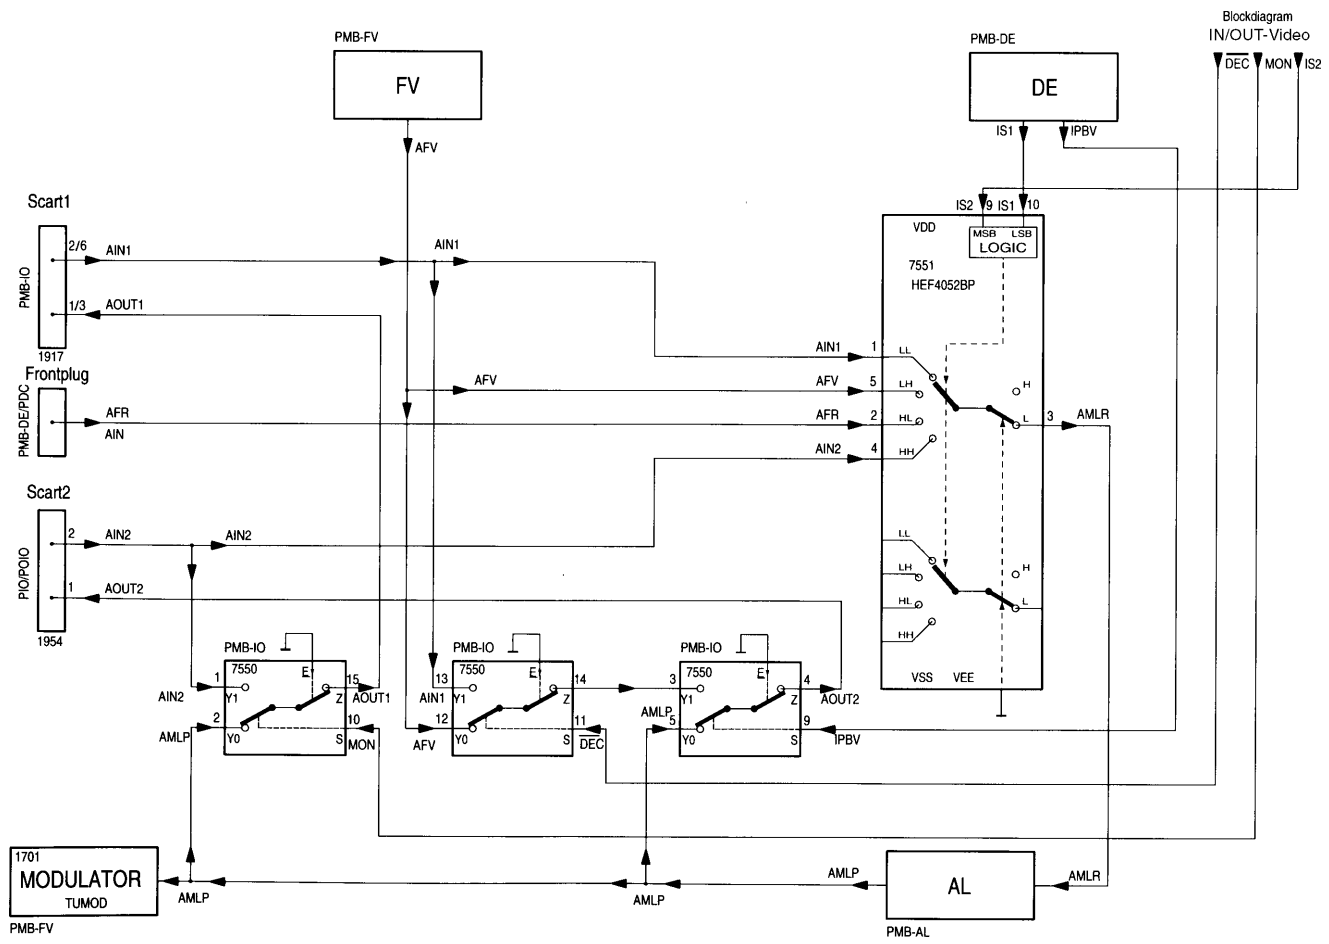 Blockdiagram
IN/OUT-Video
DEC MON IS2
PMB-FV
FV
AFV
PMB-DE
DE
IS1 IPBV
Scart1
2/6 AIN1
AIN1
1/3 AOUT1
PMB-IO
1917
IS2 9 IS1 10
VDD
MSB LSB
LOGIC
7551
HEF4052BP
AIN1 1 LL
AFV
AFV 5 LH
H
Frontplug
AFR
AIN
PMB-DE/PDC
AFR 2 HL
L 3 AMLR
AIN2 4 HH
Scart2
2 AIN2
AIN2
1 AOUT2
PIO/POIO
1954
LL
LH H
HL L
HH
VSS VEE
PMB-IO
7550 E
1 15
AIN2 Y1 Z AOUT1
2 10
AMLP Y0 S MON
PMB-IO
7550 E
13 14
AIN1 Y1 Z
12 11
AFV Y0 S DEC
PMB-IO
7550 E
3 4
Y1 Z AOUT2
AMLP
5 9
Y0 S IPBV
1701
MODULATOR
TUMOD
PMB-FV
AMLP
AMLP
AMLP
AL
AMLR
PMB-AL